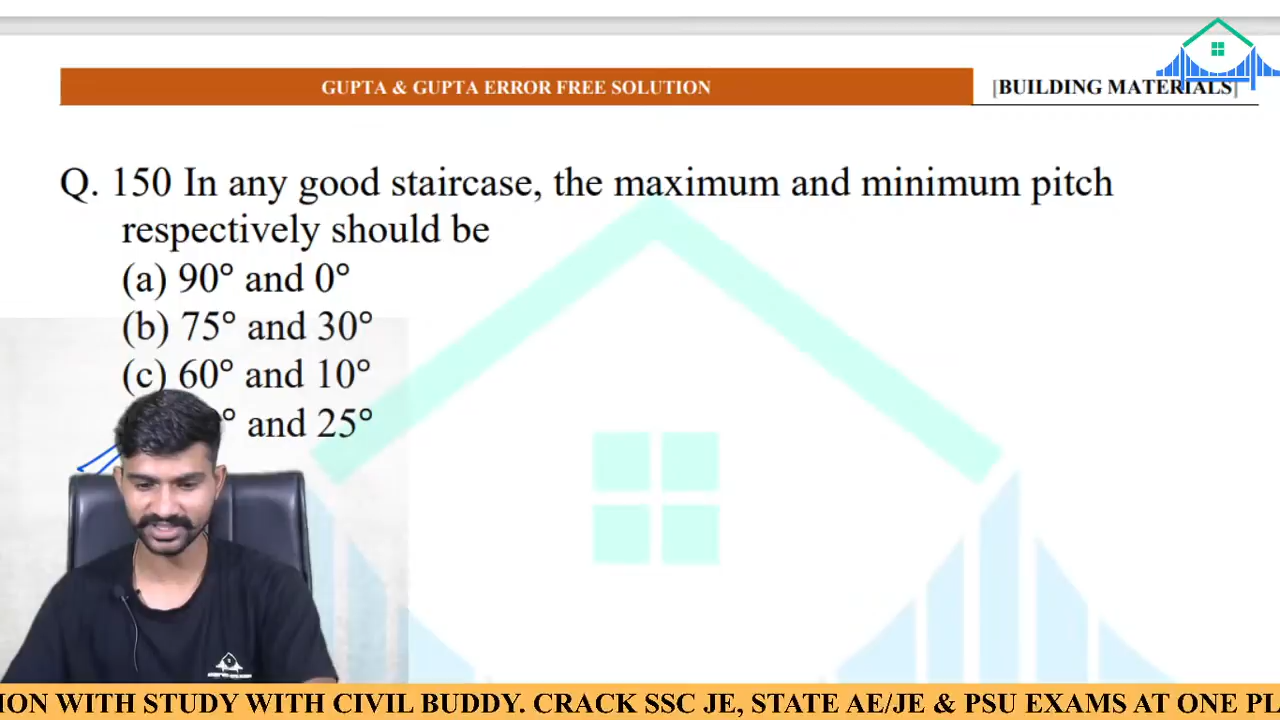 GUPTA & GUPTA ERROR FREE SOLUTION
[BUILDING MATERIALS]
Q. 150 In any good staircase, the maximum and minimum pitch
respectively should be
(a) 90° and 0°
(b) 75° and 30°
(c) 60° and 10°
° and 25°
ON WITH STUDY WITH CIVIL BUDDY. CRACK SSC JE, STATE AE/JE & PSU EXAMS AT ONE PL